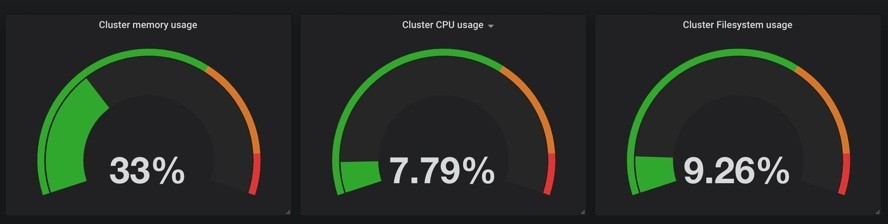 Cluster memory usage
33%
Cluster CPU usage
7.79%
Cluster Filesystem usage
9.26%